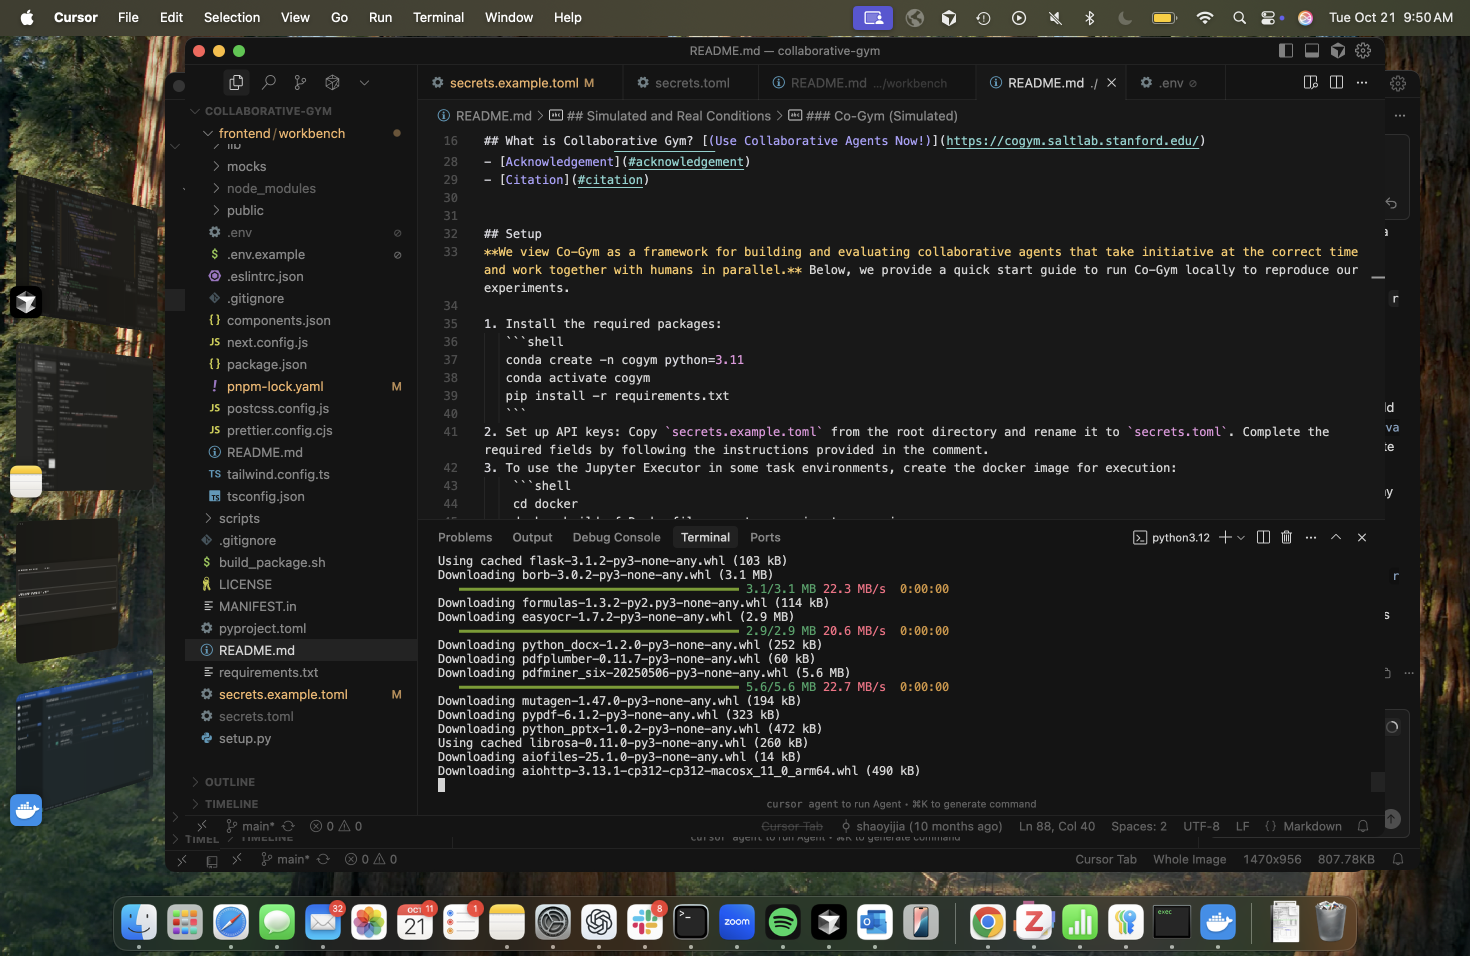 Cursor File Edit Selection View Go Run Terminal Window Help
Tue Oct 21 9:50 AM
README.md — collaborative-gym
secrets.example.toml M
secrets.toml
README.md .../workbench
README.md ./
.env
README.md > ## Simulated and Real Conditions > ### Co-Gym (Simulated)
COLLABORATIVE-GYM
frontend/workbench
lib
mocks
node_modules
public
.env
.env.example
.eslintrc.json
.gitignore
components.json
next.config.js
package.json
pnpm-lock.yaml M
postcss.config.js
prettier.config.cjs
README.md
tailwind.config.ts
tsconfig.json
scripts
.gitignore
build_package.sh
LICENSE
MANIFEST.in
pyproject.toml
README.md
requirements.txt
secrets.example.toml M
secrets.toml
setup.py
OUTLINE
TIMELINE
16 ## What is Collaborative Gym? [(Use Collaborative Agents Now!)](https://cogym.saltlab.stanford.edu/)
28 - [Acknowledgement](#acknowledgement)
29 - [Citation](#citation)
30
31
32 ## Setup
33 **We view Co-Gym as a framework for building and evaluating collaborative agents that take initiative at the correct time
and work together with humans in parallel.** Below, we provide a quick start guide to run Co-Gym locally to reproduce our
experiments.
34
35 1. Install the required packages:
36 ```shell
37 conda create -n cogym python=3.11
38 conda activate cogym
39 pip install -r requirements.txt
40 ```
41 2. Set up API keys: Copy `secrets.example.toml` from the root directory and rename it to `secrets.toml`. Complete the
required fields by following the instructions provided in the comment.
42 3. To use the Jupyter Executor in some task environments, create the docker image for execution:
43 ```shell
44 cd docker
Problems Output Debug Console Terminal Ports
python3.12
Using cached flask-3.1.2-py3-none-any.whl (103 kB)
Downloading borb-3.0.2-py3-none-any.whl (3.1 MB)
3.1/3.1 MB 22.3 MB/s 0:00:00
Downloading formulas-1.3.2-py2.py3-none-any.whl (114 kB)
Downloading easyocr-1.7.2-py3-none-any.whl (2.9 MB)
2.9/2.9 MB 20.6 MB/s 0:00:00
Downloading python_docx-1.2.0-py3-none-any.whl (252 kB)
Downloading pdfplumber-0.11.7-py3-none-any.whl (60 kB)
Downloading pdfminer_six-20250506-py3-none-any.whl (5.6 MB)
5.6/5.6 MB 22.7 MB/s 0:00:00
Downloading mutagen-1.47.0-py3-none-any.whl (194 kB)
Downloading pypdf-6.1.2-py3-none-any.whl (323 kB)
Downloading python_pptx-1.0.2-py3-none-any.whl (472 kB)
Using cached librosa-0.11.0-py3-none-any.whl (260 kB)
Downloading aiofiles-25.1.0-py3-none-any.whl (14 kB)
Downloading aiohttp-3.13.1-cp312-cp312-macosx_11_0_arm64.whl (490 kB)
cursor agent to run Agent • ⌘K to generate command
main* 0 0
Cursor Tab shaoyijia (10 months ago) Ln 88, Col 40 Spaces: 2 UTF-8 LF {} Markdown
TIMEL TIMELINE
cursor agent to run Agent • ⌘K to generate command
main* 0 0
Cursor Tab Whole Image 1470x956 807.78KB
32
OCT 11
21
1
8
zoom
exec